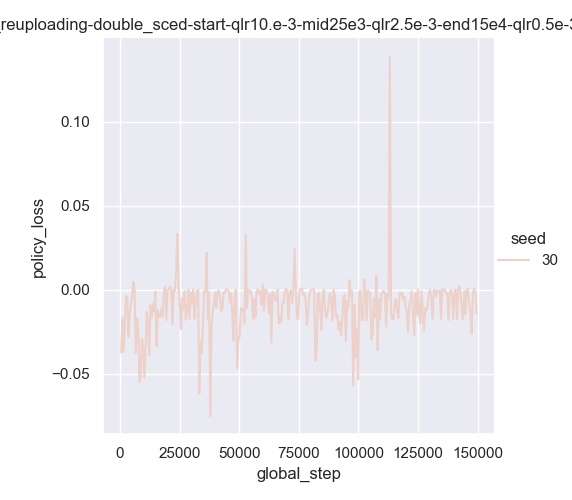 _reuploading-double_sced-start-qlr10.e-3-mid25e3-qlr2.5e-3-end15e4-qlr0.5e-3
policy_loss
0.10
0.05
0.00
−0.05
0 25000 50000 75000 100000 125000 150000
global_step
seed
30